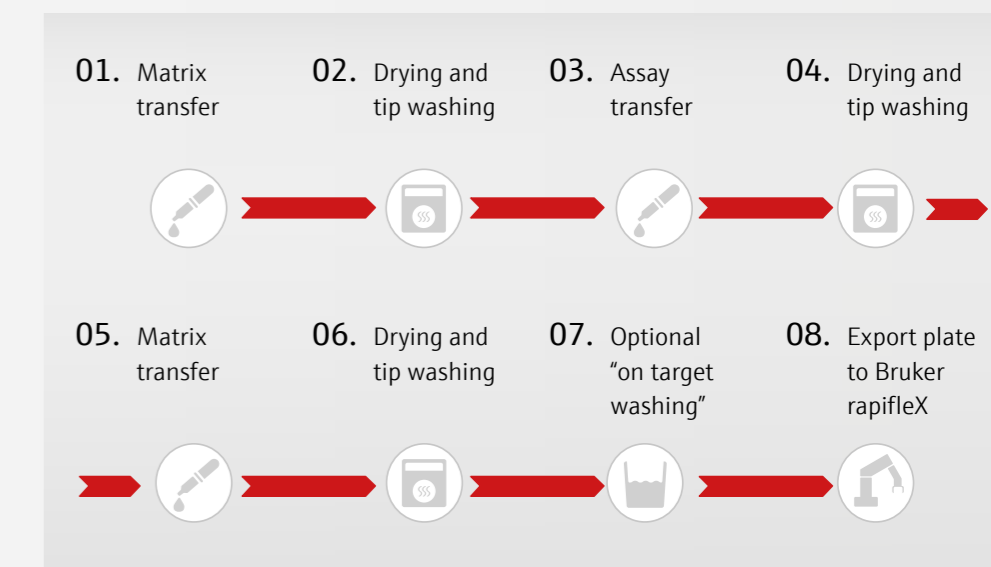 01. Matrix
transfer
02. Drying and
tip washing
03. Assay
transfer
04. Drying and
tip washing
05. Matrix
transfer
06. Drying and
tip washing
07. Optional
“on target
washing”
08. Export plate
to Bruker
rapifleX